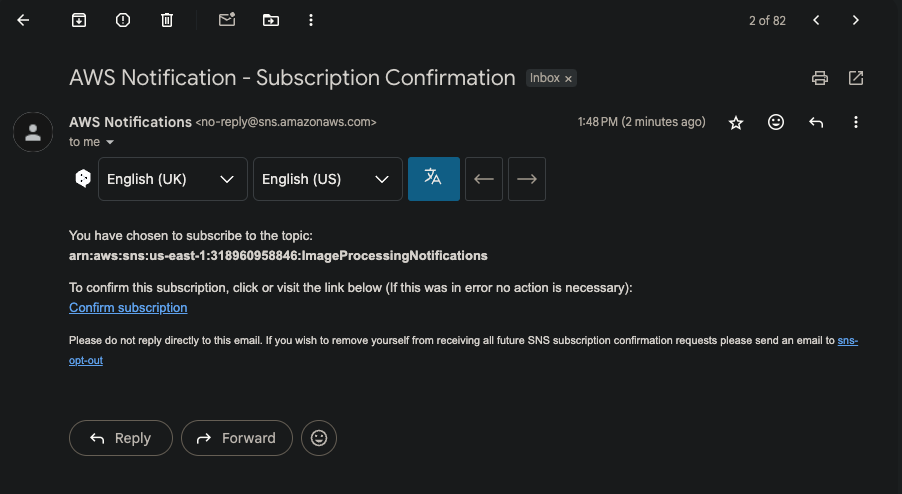 2 of 82
AWS Notification - Subscription Confirmation
Inbox ×
AWS Notifications <no-reply@sns.amazonaws.com>
1:48 PM (2 minutes ago)
to me
English (UK)
English (US)
You have chosen to subscribe to the topic:
arn:aws:sns:us-east-1:318960958846:ImageProcessingNotifications
To confirm this subscription, click or visit the link below (If this was in error no action is necessary):
Confirm subscription
Please do not reply directly to this email. If you wish to remove yourself from receiving all future SNS subscription confirmation requests please send an email to sns-
opt-out
Reply
Forward